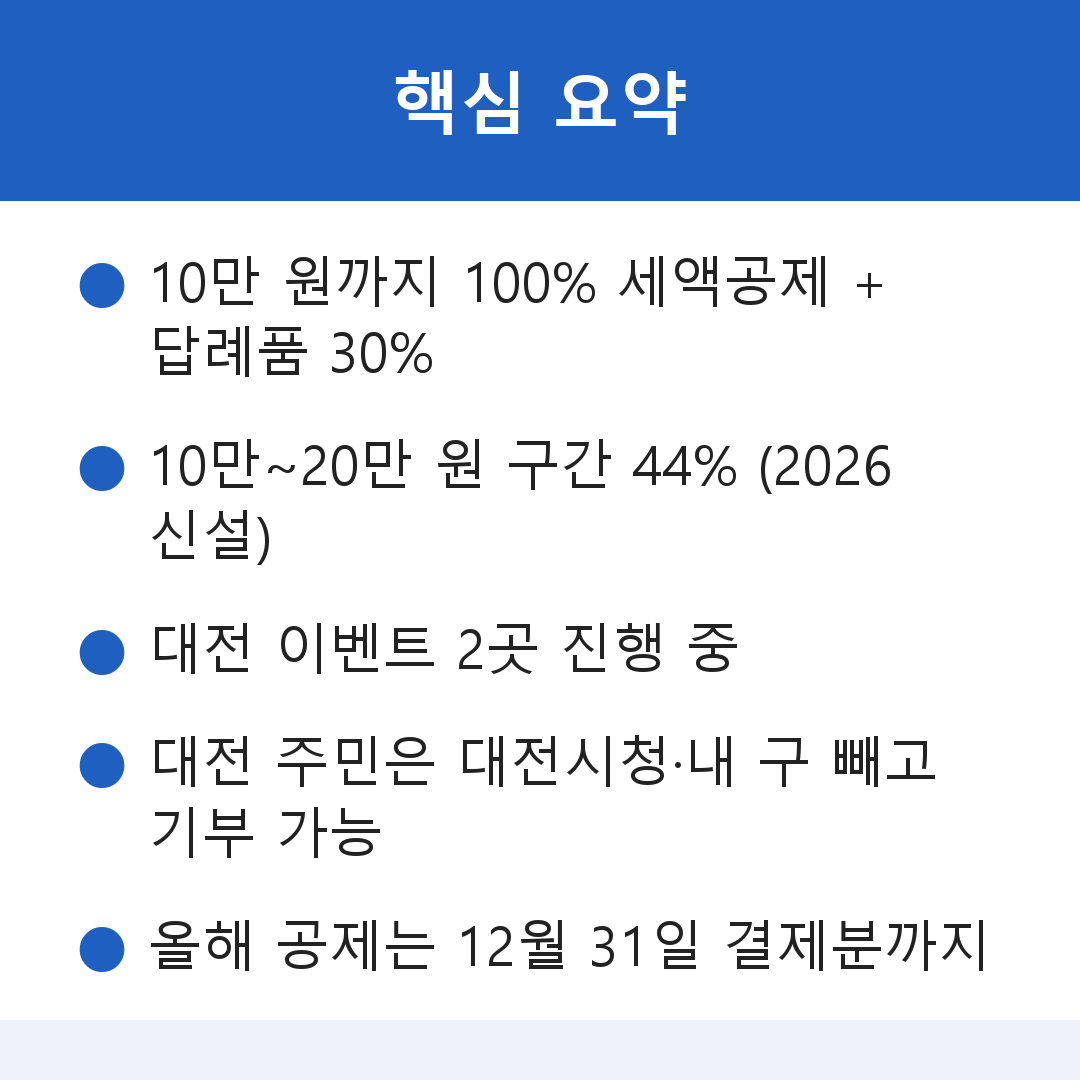 핵심 요약
10만 원까지 100% 세액공제 +
답례품 30%
10만~20만 원 구간 44% (2026
신설)
대전 이벤트 2곳 진행 중
대전 주민은 대전시청·내 구 빼고
기부 가능
올해 공제는 12월 31일 결제분까지